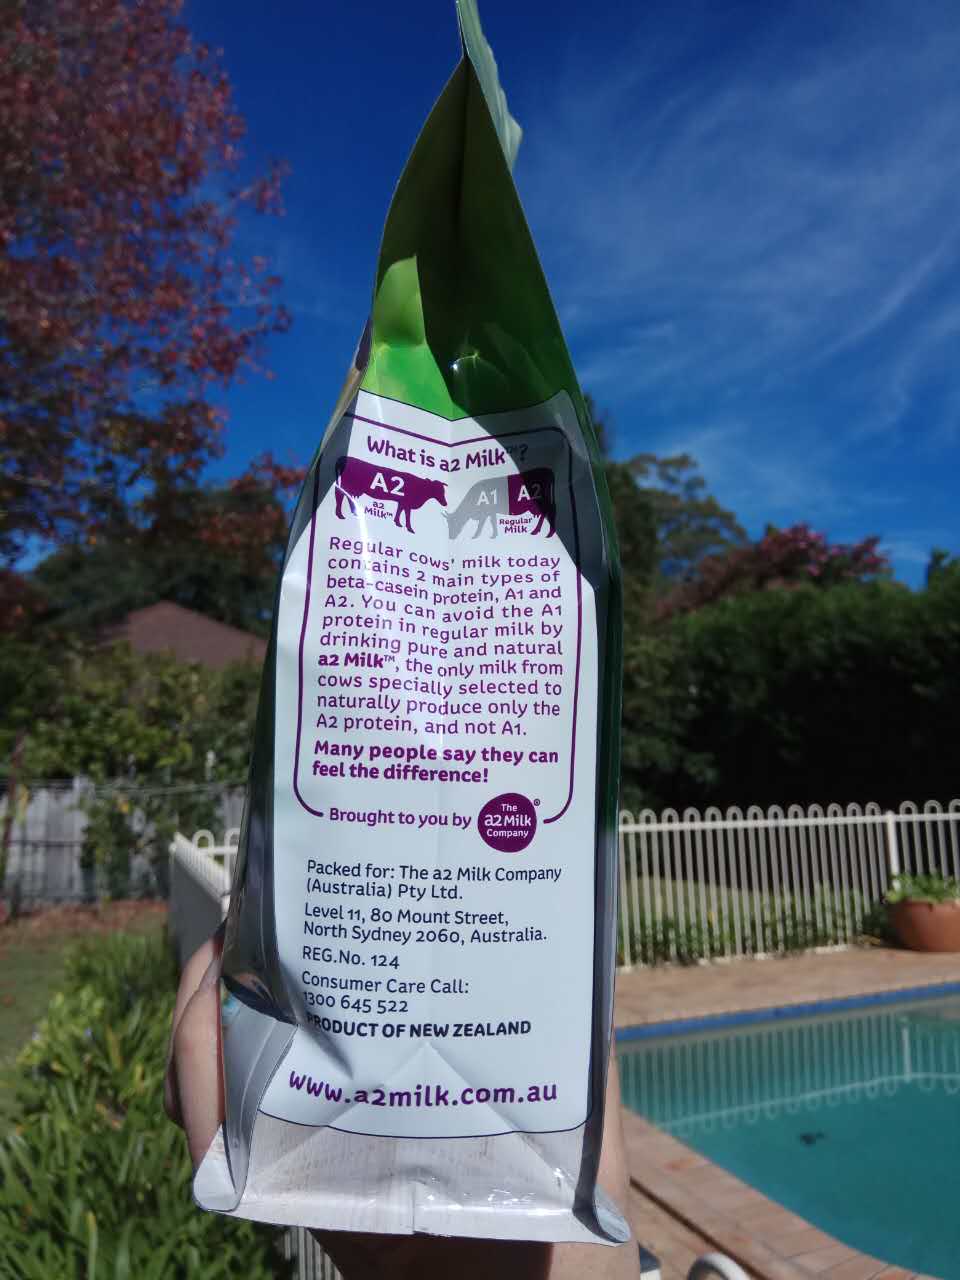 What is a2 Milk™?
A2
a2
Milk™
A1 A2
Regular
Milk
Regular cows' milk today
contains 2 main types of
beta-casein protein, A1 and
A2. You can avoid the A1
protein in regular milk by
drinking pure and natural
a2 Milk™, the only milk from
cows specially selected to
naturally produce only the
A2 protein, and not A1.
Many people say they can
feel the difference!
Brought to you by
The
a2 Milk
Company
®
Packed for: The a2 Milk Company
(Australia) Pty Ltd.
Level 11, 80 Mount Street,
North Sydney 2060, Australia.
REG.No. 124
Consumer Care Call:
1300 645 522
PRODUCT OF NEW ZEALAND
www.a2milk.com.au